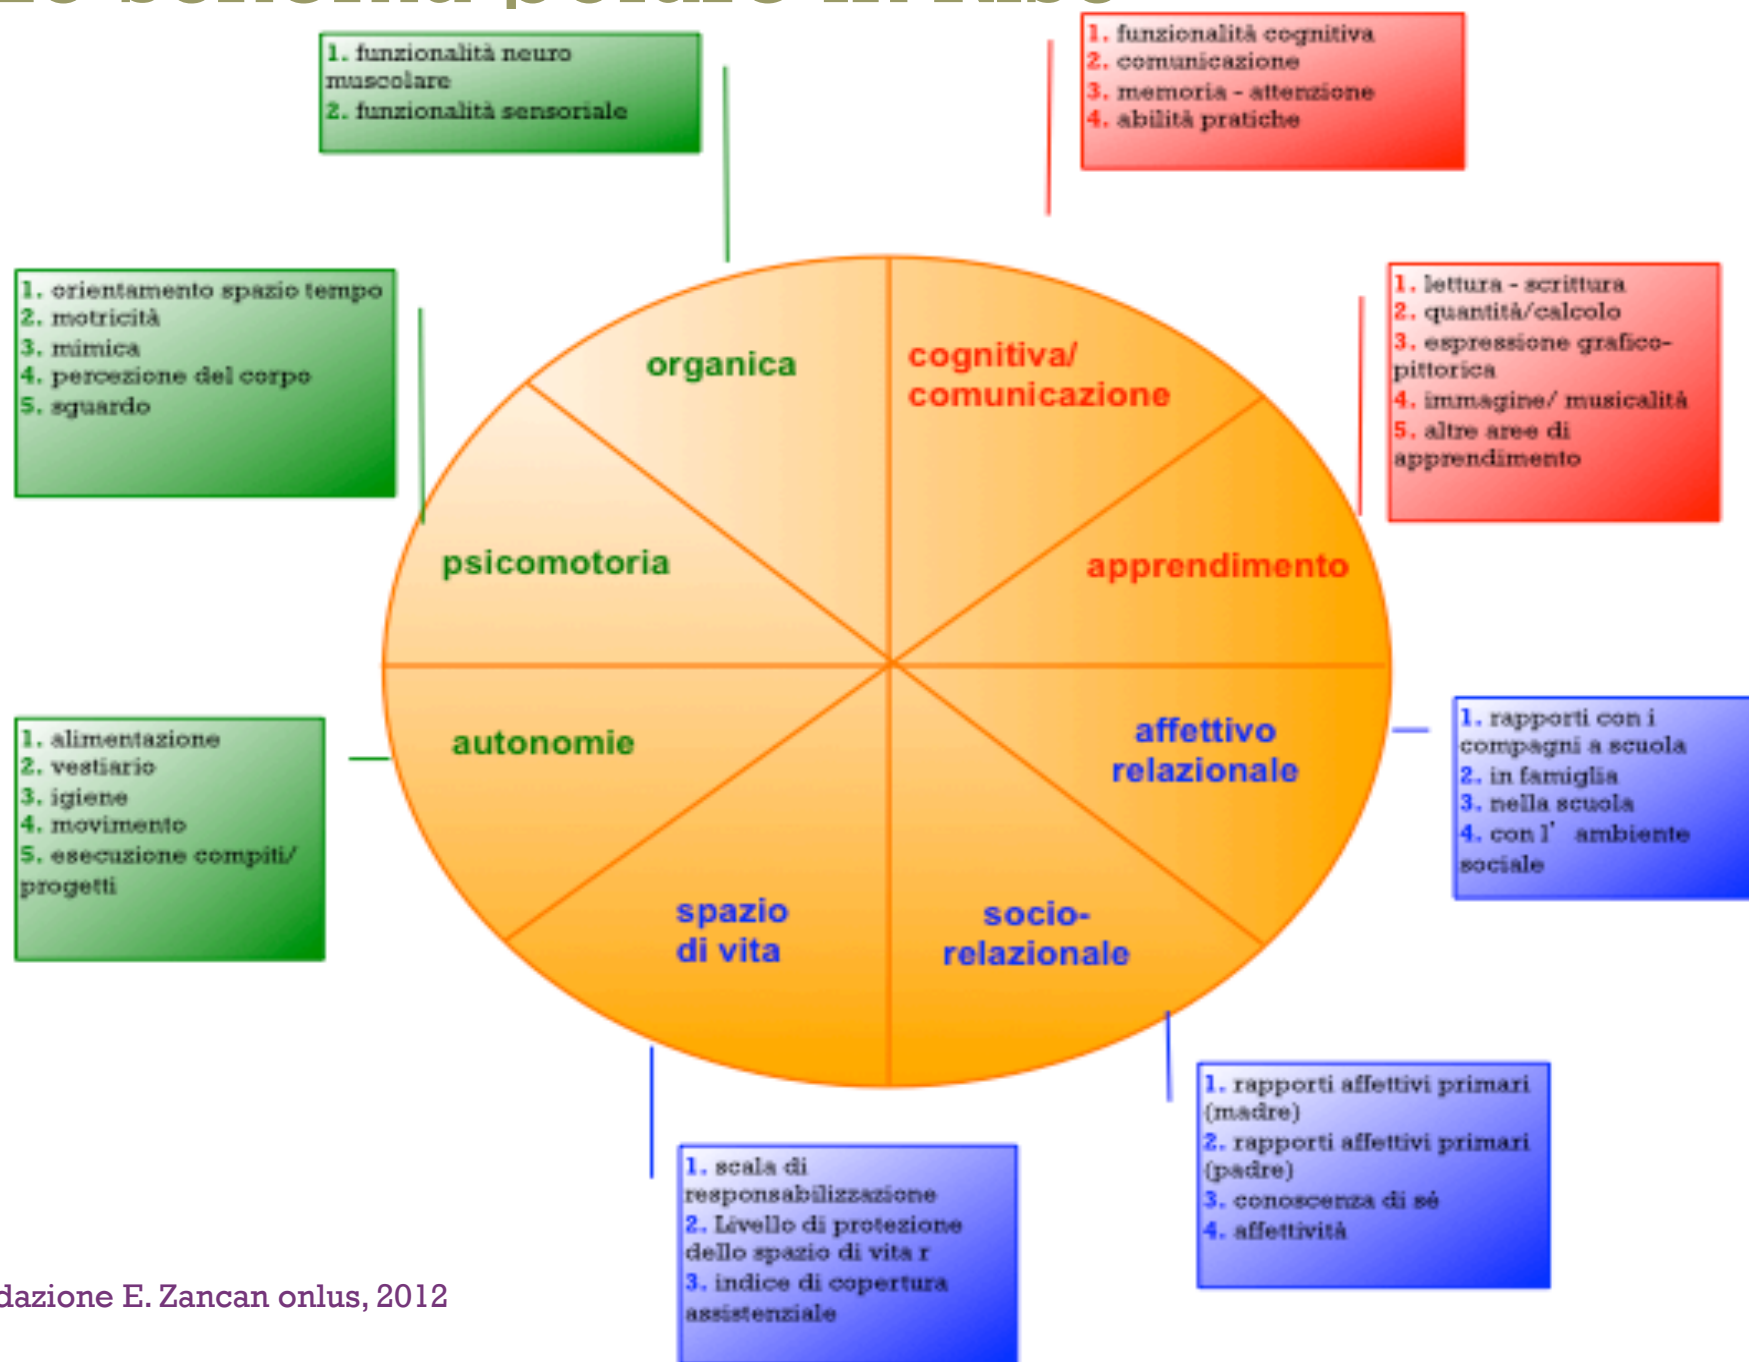 1. funzionalità neuro
muscolare
2. funzionalità sensoriale
1. funzionalità cognitiva
2. comunicazione
3. memoria - attenzione
4. abilità pratiche
1. orientamento spazio tempo
2. motricità
3. mimica
4. percezione del corpo
5. sguardo
1. lettura - scrittura
2. quantità/calcolo
3. espressione grafico-
pittorica
4. immagine/ musicalità
5. altre aree di
apprendimento
organica
cognitiva/
comunicazione
psicomotoria
apprendimento
autonomie
affettivo
relazionale
spazio
di vita
socio-
relazionale
1. alimentazione
2. vestiario
3. igiene
4. movimento
5. esecuzione compiti/
progetti
1. rapporti con i
compagni a scuola
2. in famiglia
3. nella scuola
4. con l' ambiente
sociale
1. scala di
responsabilizzazione
2. Livello di protezione
dello spazio di vita r
3. indice di copertura
assistenziale
1. rapporti affettivi primari
(madre)
2. rapporti affettivi primari
(padre)
3. conoscenza di sé
4. affettività
dazione E. Zancan onlus, 2012